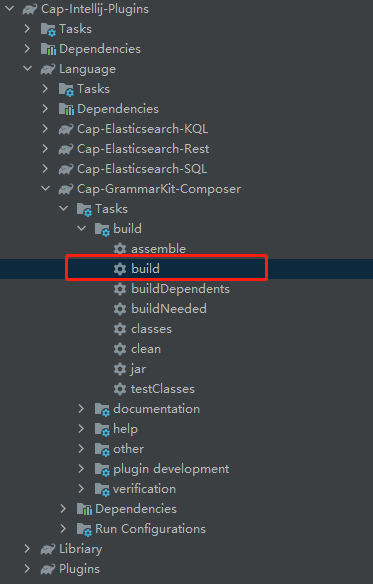 Cap-Intellij-Plugins
Tasks
Dependencies
Language
Tasks
Dependencies
Cap-Elasticsearch-KQL
Cap-Elasticsearch-Rest
Cap-Elasticsearch-SQL
Cap-GrammarKit-Composer
Tasks
build
assemble
build
buildDependents
buildNeeded
classes
clean
jar
testClasses
documentation
help
other
plugin development
verification
Dependencies
Run Configurations
Libriary
Plugins